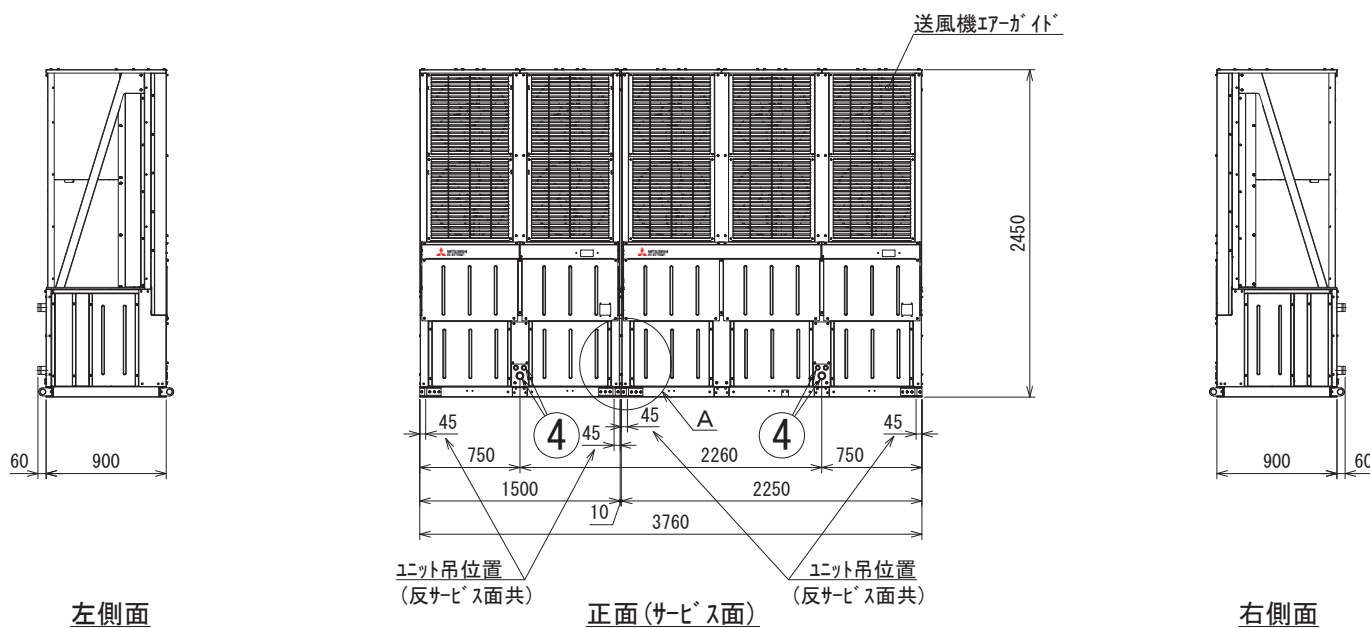 送風機ｴｱｰｶﾞｲﾄﾞ
2450
MITSUBISHI
MITSUBISHI
A
45
45
45
45
4
4
60
900
750
2260
750
900
60
1500
2250
10
3760
ﾕﾆｯﾄ吊位置
(反ｻｰﾋﾞｽ面共)
ﾕﾆｯﾄ吊位置
(反ｻｰﾋﾞｽ面共)
左側面
正面(ｻｰﾋﾞｽ面)
右側面